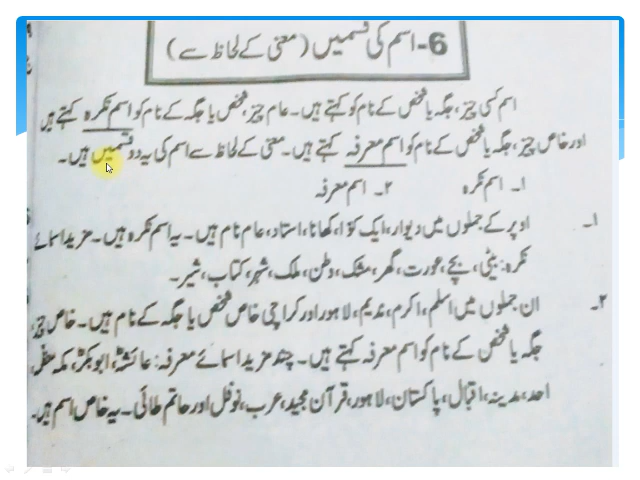 6-اسم کی قسمیں (معنی کے لحاظ سے)
اسم کسی چیز، جگہ یا شخص کے نام کو کہتے ہیں۔ عام چیز، شخص یا جگہ کے نام کو اسم نکرہ کہتے ہیں
اور خاص چیز، جگہ یا شخص کے نام کو اسم معرفہ کہتے ہیں۔ معنی کے لحاظ سے اسم کی یہ دو قسمیں ہیں۔
۱۔ اسم نکرہ ۲۔ اسم معرفہ
۱۔ اوپر کے جملوں میں دیوار، ایک کوّا، کھانا، استاد، عام نام ہیں۔ یہ اسم نکرہ ہیں۔ مزید اسمائے
نکرہ: بیٹی، بچے، عورت، گھر، مشک، وطن، ملک، شہر، کتاب، شیر۔
۲۔ ان جملوں میں اسلم، اکرم، ندیم، لاہور اور کراچی خاص شخص یا جگہ کے نام ہیں۔ خاص چیز،
جگہ یا شخص کے نام کو اسم معرفہ کہتے ہیں۔ چند مزید اسمائے معرفہ: عائشہؓ، ابوبکرؓ، مکہ معظمہ،
احد، مدینہ، اقبال، پاکستان، لاہور، قرآن مجید، عرب، نوفل اور حاتم طائی۔ یہ خاص اسم ہیں۔